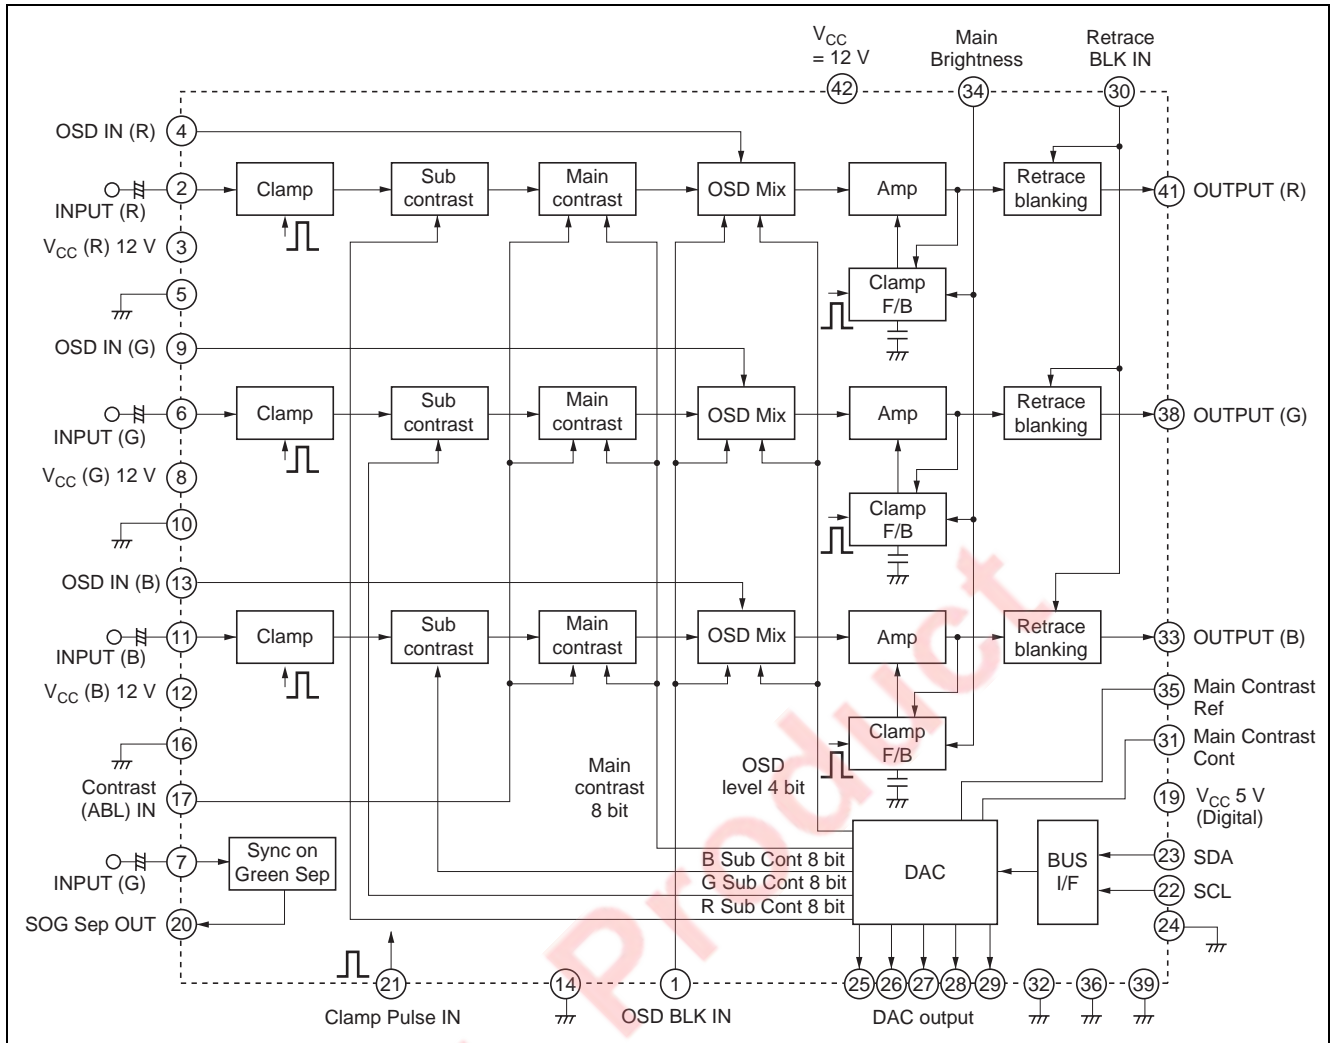 V_CC
= 12 V
Main
Brightness
Retrace
BLK IN
42
34
30
OSD IN (R)
4
INPUT (R)
2
Clamp
Sub
contrast
Main
contrast
OSD Mix
Amp
Retrace
blanking
41
OUTPUT (R)
V_CC (R) 12 V
3
5
Clamp
F/B
OSD IN (G)
9
INPUT (G)
6
Clamp
Sub
contrast
Main
contrast
OSD Mix
Amp
Retrace
blanking
38
OUTPUT (G)
V_CC (G) 12 V
8
10
Clamp
F/B
OSD IN (B)
13
INPUT (B)
11
Clamp
Sub
contrast
Main
contrast
OSD Mix
Amp
Retrace
blanking
33
OUTPUT (B)
V_CC (B) 12 V
12
35
Main Contrast
Ref
16
Clamp
F/B
31
Main Contrast
Cont
Contrast
(ABL) IN
17
Main
contrast
8 bit
OSD
level 4 bit
19
V_CC 5 V
(Digital)
INPUT (G)
7
Sync on
Green Sep
B Sub Cont 8 bit
G Sub Cont 8 bit
R Sub Cont 8 bit
DAC
BUS
I/F
23
SDA
22
SCL
SOG Sep OUT
20
24
21
14
1
25
26
27
28
29
32
36
39
Clamp Pulse IN
OSD BLK IN
DAC output
Product